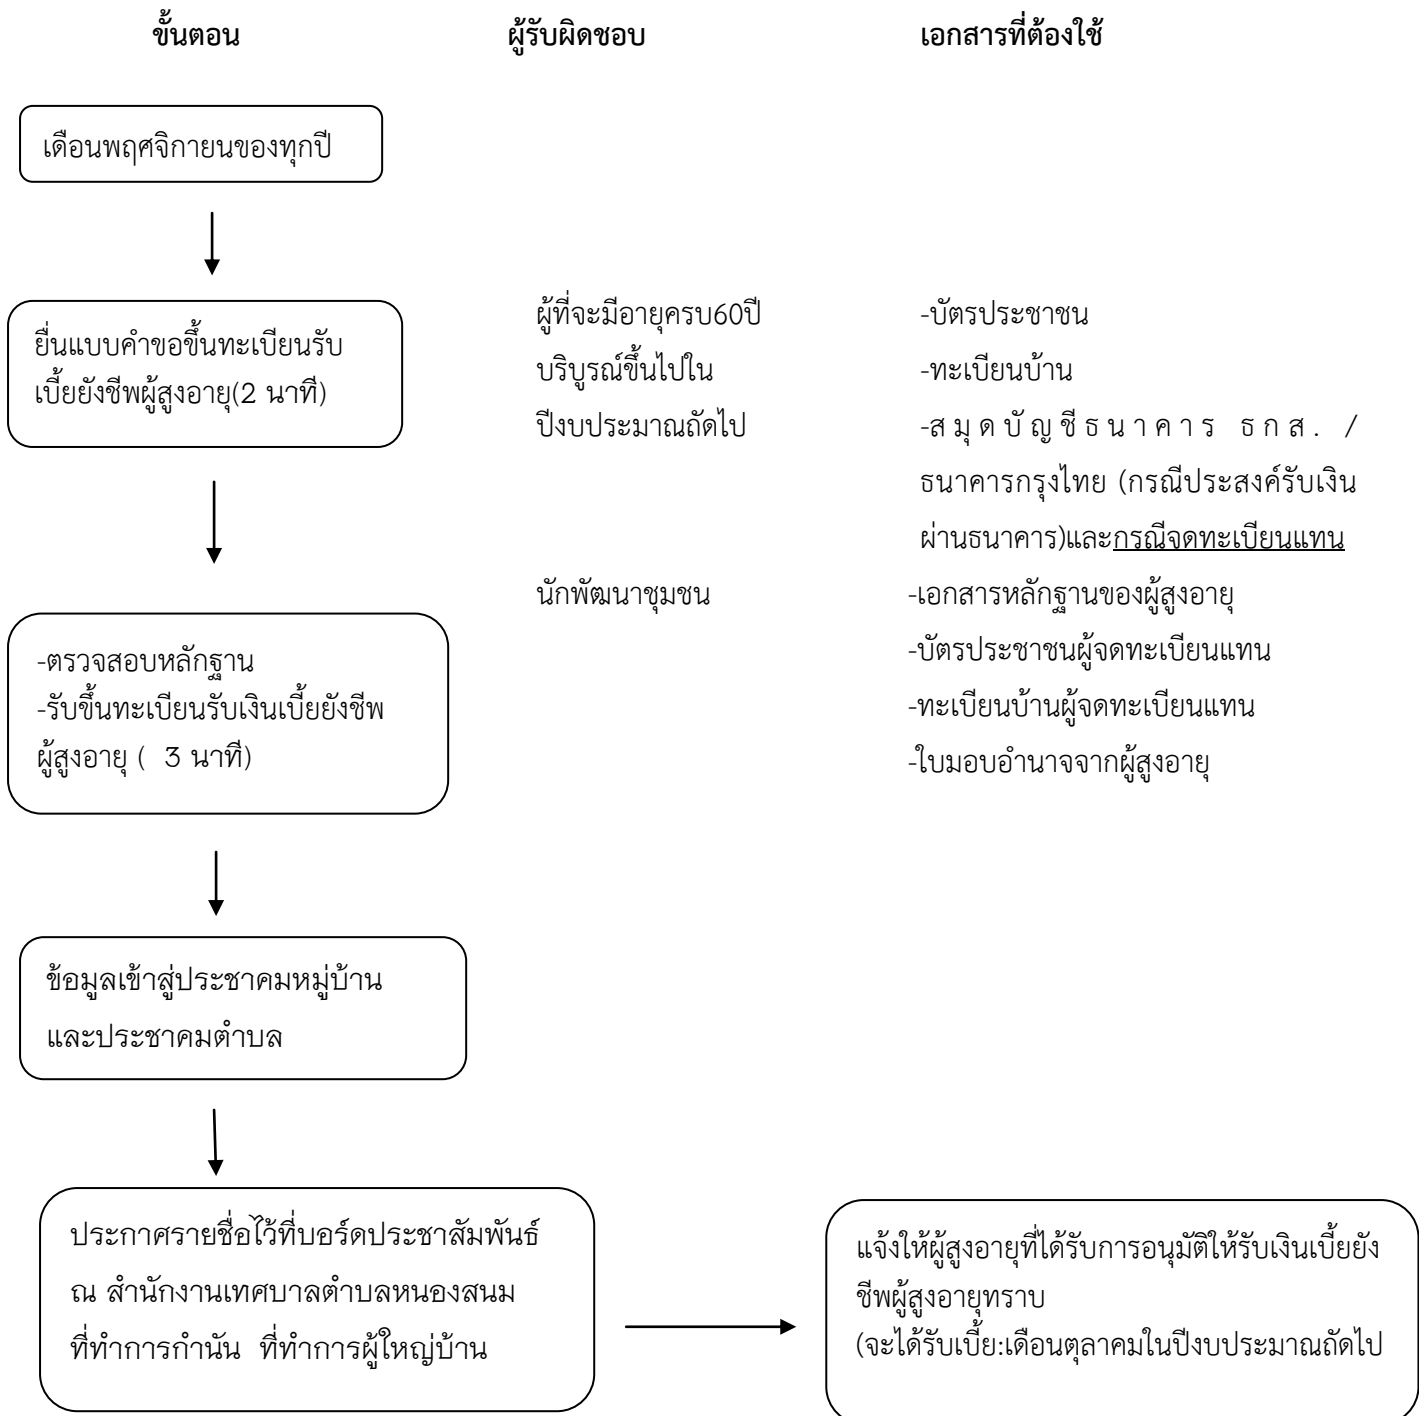 ขั้นตอน ผู้รับผิดชอบ เอกสารที่ต้องใช้
เดือนพฤศจิกายนของทุกปี
ยื่นแบบคำขอขึ้นทะเบียนรับ
เบี้ยยังชีพผู้สูงอายุ(2 นาที)
ผู้ที่จะมีอายุครบ60ปี
บริบูรณ์ขึ้นไปใน
ปีงบประมาณถัดไป
-บัตรประชาชน
-ทะเบียนบ้าน
-สมุดบัญชีธนาคาร ธกส. /
ธนาคารกรุงไทย (กรณีประสงค์รับเงิน
ผ่านธนาคาร)และกรณีจดทะเบียนแทน
-ตรวจสอบหลักฐาน
-รับขึ้นทะเบียนรับเงินเบี้ยยังชีพ
ผู้สูงอายุ ( 3 นาที)
นักพัฒนาชุมชน
-เอกสารหลักฐานของผู้สูงอายุ
-บัตรประชาชนผู้จดทะเบียนแทน
-ทะเบียนบ้านผู้จดทะเบียนแทน
-ใบมอบอำนาจจากผู้สูงอายุ
ข้อมูลเข้าสู่ประชาคมหมู่บ้าน
และประชาคมตำบล
ประกาศรายชื่อไว้ที่บอร์ดประชาสัมพันธ์
ณ สำนักงานเทศบาลตำบลหนองสนม
ที่ทำการกำนัน ที่ทำการผู้ใหญ่บ้าน
แจ้งให้ผู้สูงอายุที่ได้รับการอนุมัติให้รับเงินเบี้ยยัง
ชีพผู้สูงอายุทราบ
(จะได้รับเบี้ย:เดือนตุลาคมในปีงบประมาณถัดไป